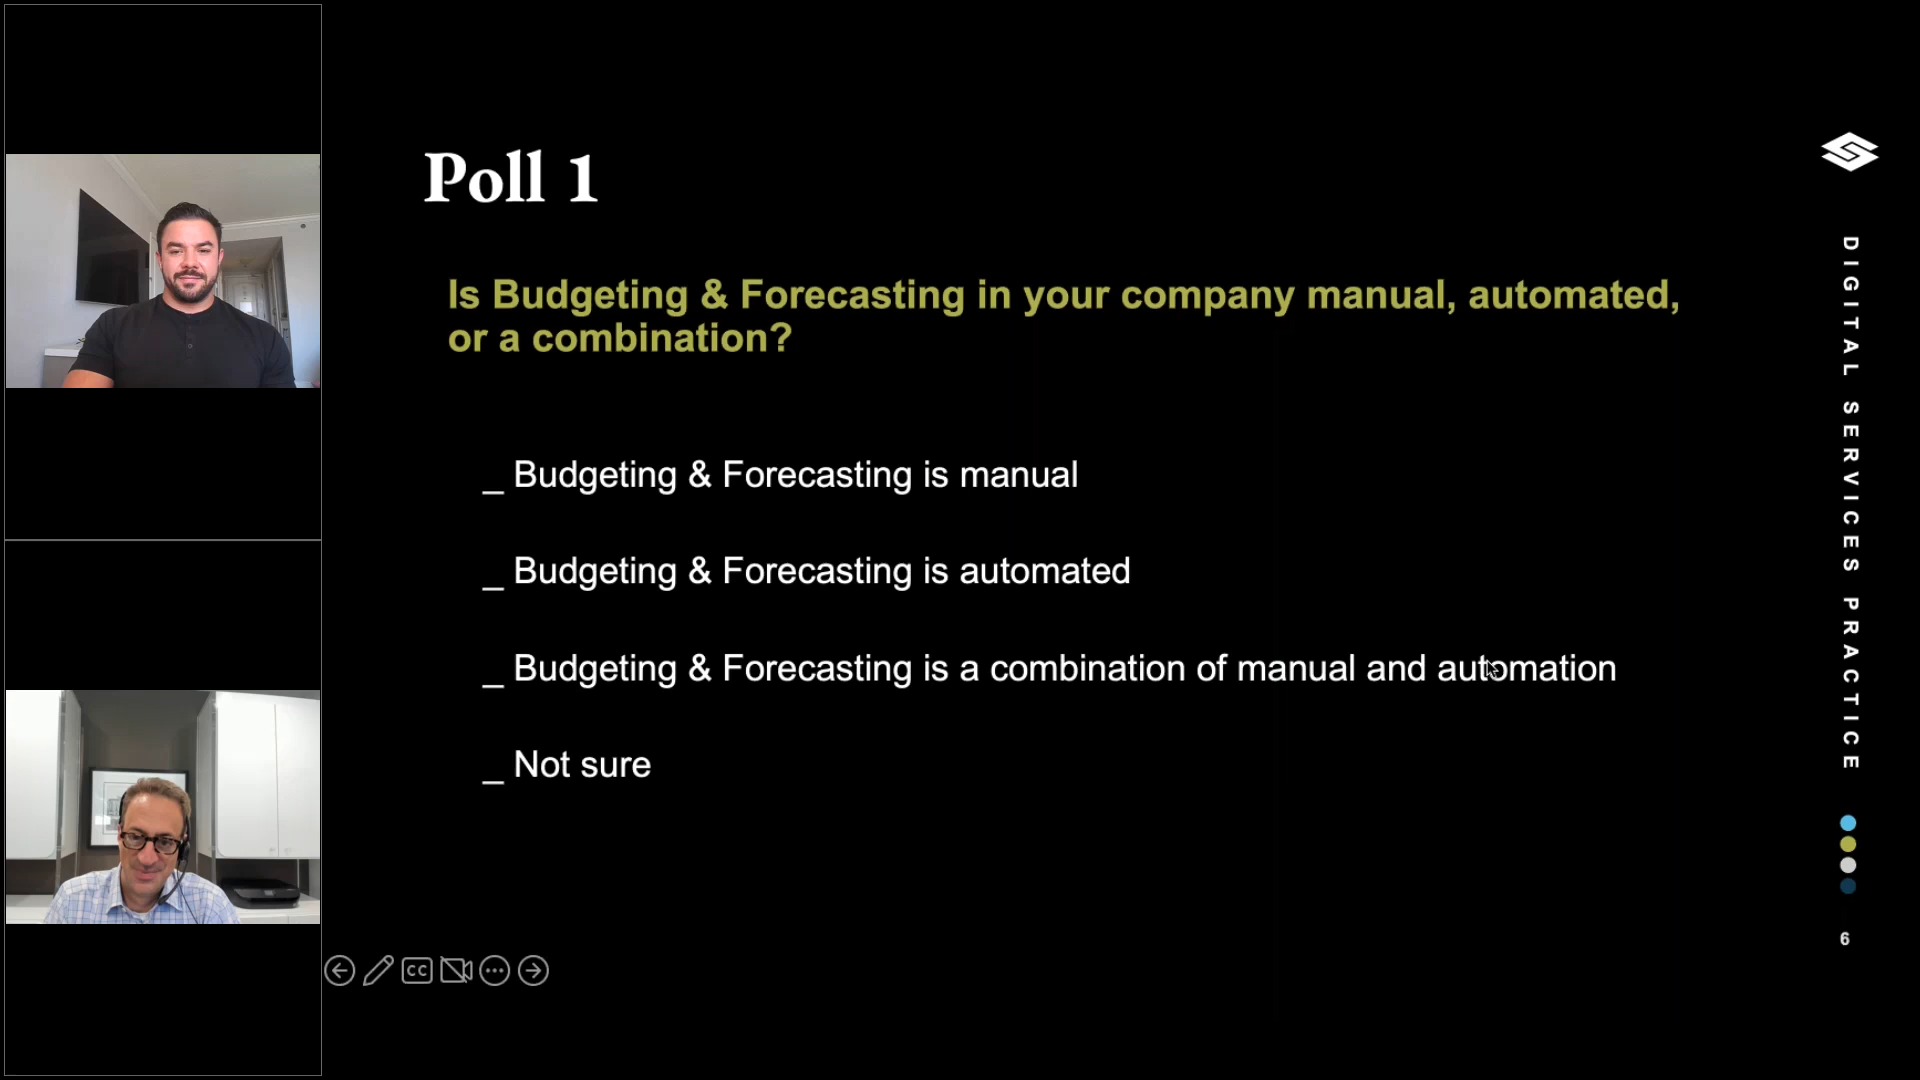 Poll 1
Is Budgeting & Forecasting in your company manual, automated,
or a combination?
_ Budgeting & Forecasting is manual
_ Budgeting & Forecasting is automated
_ Budgeting & Forecasting is a combination of manual and automation
_ Not sure
DIGITAL SERVICES PRACTICE
6
CC